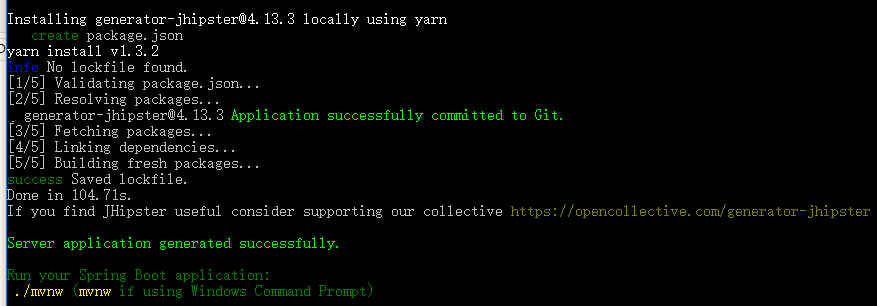 Installing generator-jhipster@4.13.3 locally using yarn
create package.json
yarn install v1.3.2
info No lockfile found.
[1/5] Validating package.json...
[2/5] Resolving packages...
generator-jhipster@4.13.3 Application successfully committed to Git.
[3/5] Fetching packages...
[4/5] Linking dependencies...
[5/5] Building fresh packages...
success Saved lockfile.
Done in 104.71s.
If you find JHipster useful consider supporting our collective https://opencollective.com/generator-jhipster
Server application generated successfully.
Run your Spring Boot application:
./mvnw (mvnw if using Windows Command Prompt)